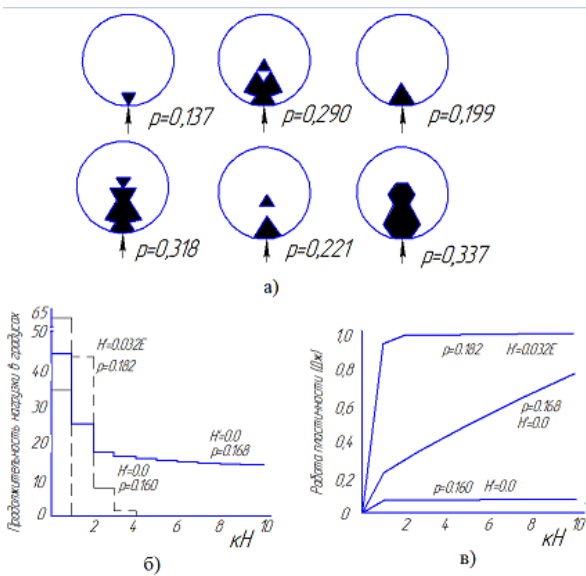 p=0,137
p=0,290
p=0,199
p=0,318
p=0,221
p=0,337
а)
Продолжительность нагрузки в градусах
65
50
40
30
20
10
0
H'=0.032E
p=0.182
H'=0.0
p=0.168
H'=0.0
p=0.160
2 4 6 8 10
кН
б)
Работа пластичности (Дж)
1,0
0,8
0,6
0,4
0,2
0
p=0.182 H'=0.032E
p=0.168
H'=0.0
p=0.160 H'=0.0
2 4 6 8 10
кН
в)